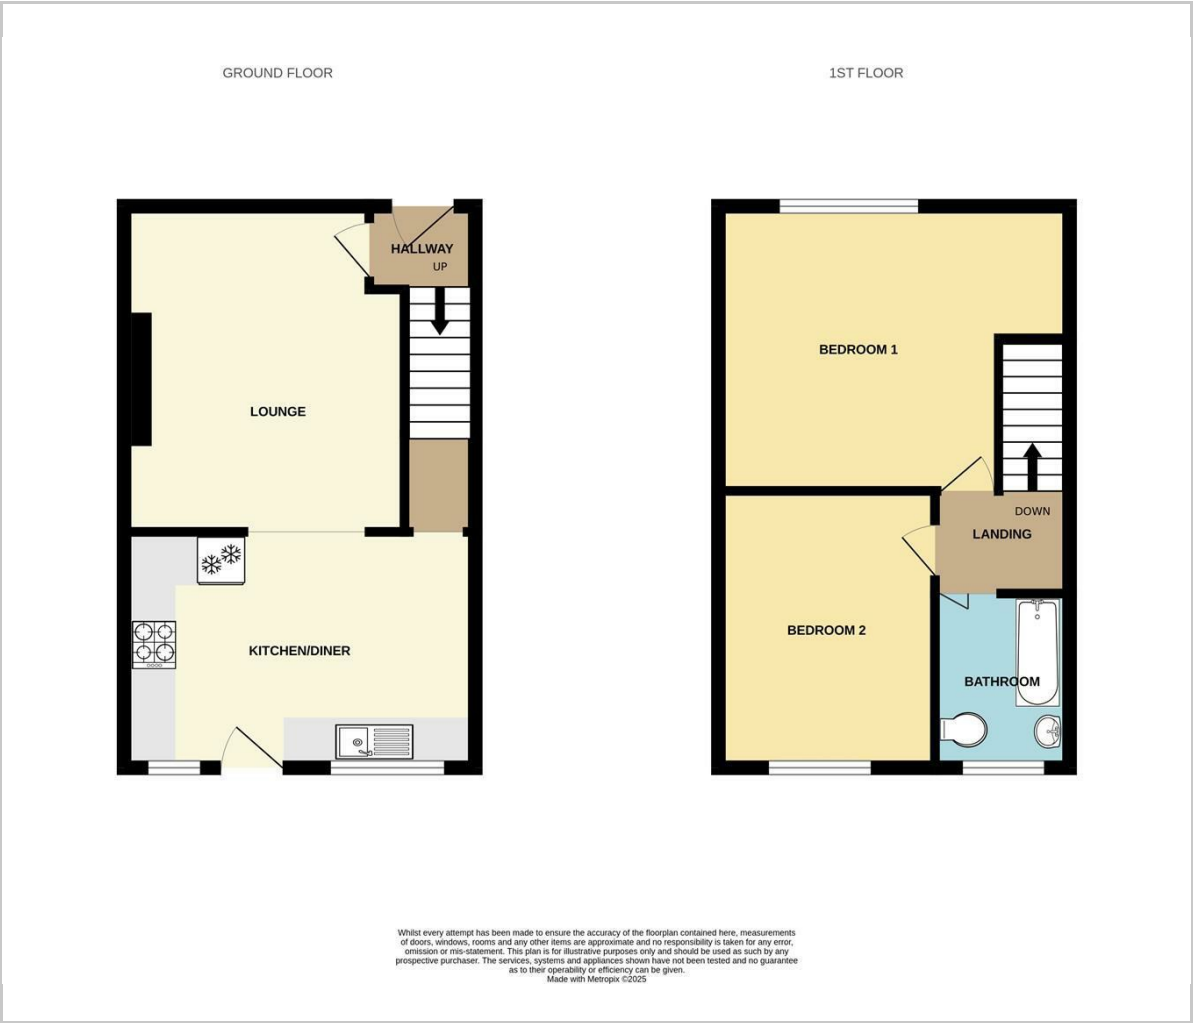 GROUND FLOOR
1ST FLOOR
HALLWAY
UP
LOUNGE
KITCHEN/DINER
BEDROOM 1
DOWN
LANDING
BEDROOM 2
BATHROOM
Whilst every attempt has been made to ensure the accuracy of the floorplan contained here, measurements
of doors, windows, rooms and any other items are approximate and no responsibility is taken for any error,
omission or mis-statement. This plan is for illustrative purposes only and should be used as such by any
prospective purchaser. The services, systems and appliances shown have not been tested and no guarantee
as to their operability or efficiency can be given.
Made with Metropix ©2025